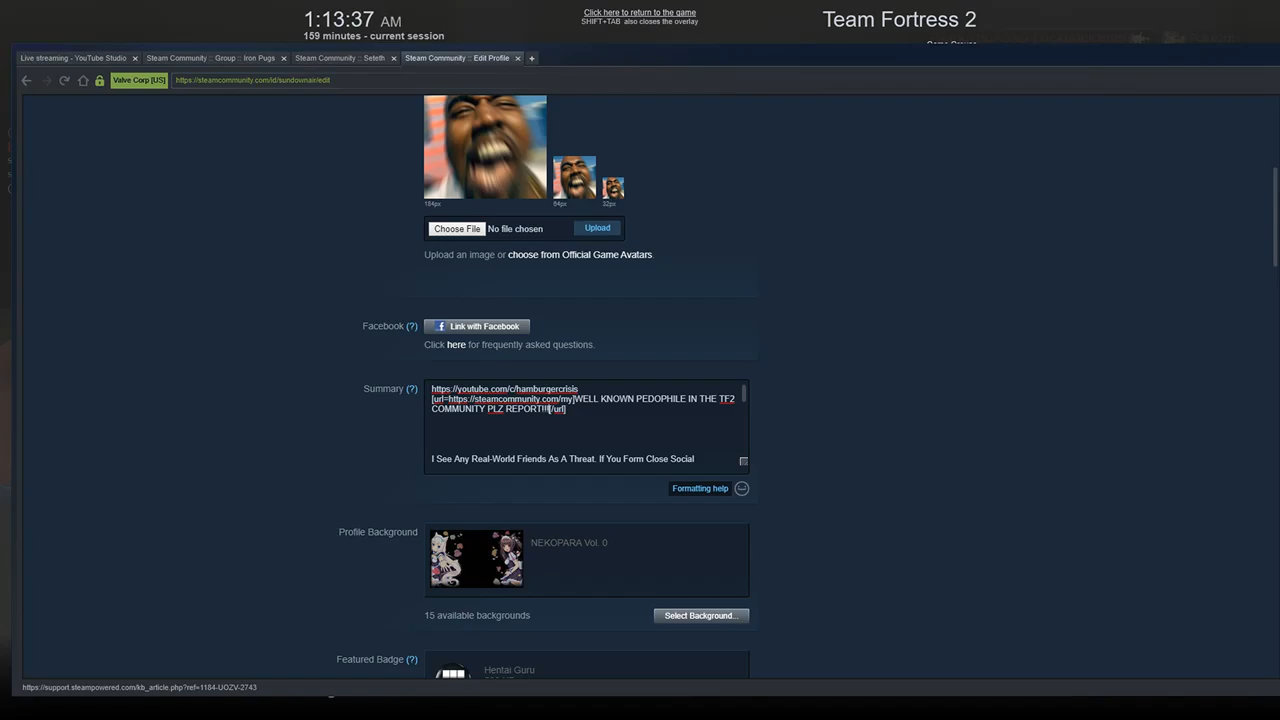 1:13:37 AM
159 minutes - current session
Click here to return to the game
SHIFT+TAB also closes the overlay
Team Fortress 2
Live streaming - YouTube Studio
Steam Community :: Group :: Iron Pugs
Steam Community :: Seteth
Steam Community :: Edit Profile
Valve Corp [US]
https://steamcommunity.com/id/sundownair/edit
184px
64px
32px
Choose File No file chosen
Upload
Upload an image or choose from Official Game Avatars.
Facebook (?)
Link with Facebook
Click here for frequently asked questions.
Summary (?)
https://youtube.com/c/hamburgercrisis
[url=https://steamcommunity.com/my]WELL KNOWN PEDOPHILE IN THE TF2
COMMUNITY PLZ REPORT!!![/url]
I See Any Real-World Friends As A Threat. If You Form Close Social
Formatting help
Profile Background
NEKOPARA Vol. 0
15 available backgrounds
Select Background...
Featured Badge (?)
Hentai Guru
https://support.steampowered.com/kb_article.php?ref=1184-UOZV-2743